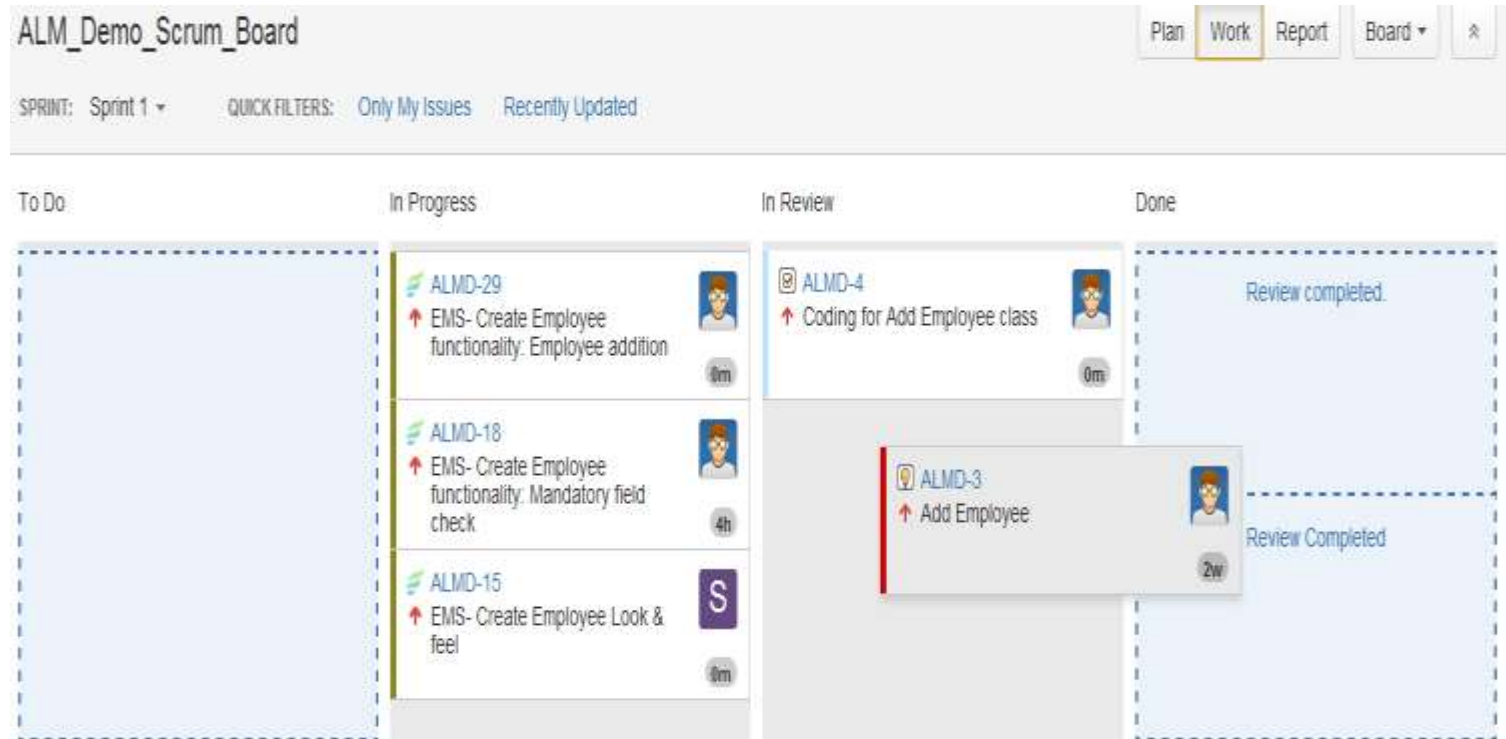 ALM_Demo_Scrum_Board
Plan Work Report Board
SPRINT: Sprint 1 QUICK FILTERS: Only My Issues Recently Updated
To Do In Progress In Review Done
ALMD-29
EMS- Create Employee
functionality: Employee addition
0m
ALMD-18
EMS- Create Employee
functionality: Mandatory field
check
4h
ALMD-15
EMS- Create Employee Look &
feel
S
0m
ALMD-4
Coding for Add Employee class
0m
ALMD-3
Add Employee
2w
Review completed.
Review Completed